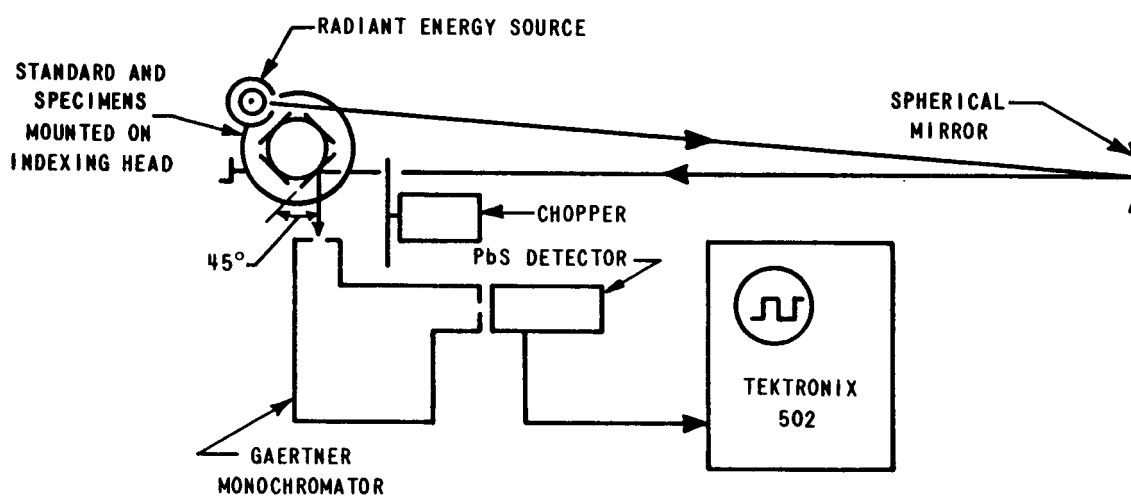 RADIANT ENERGY SOURCE
STANDARD AND
SPECIMENS
MOUNTED ON
INDEXING HEAD
SPHERICAL
MIRROR
CHOPPER
45°
PbS DETECTOR
TEKTRONIX
502
GAERTNER
MONOCHROMATOR